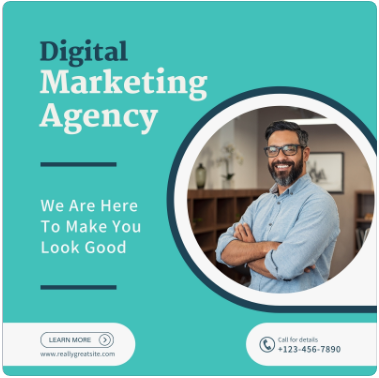 Digital
Marketing
Agency
We Are Here
To Make You
Look Good
LEARN MORE
www.reallygreatsite.com
Call for details
+123-456-7890